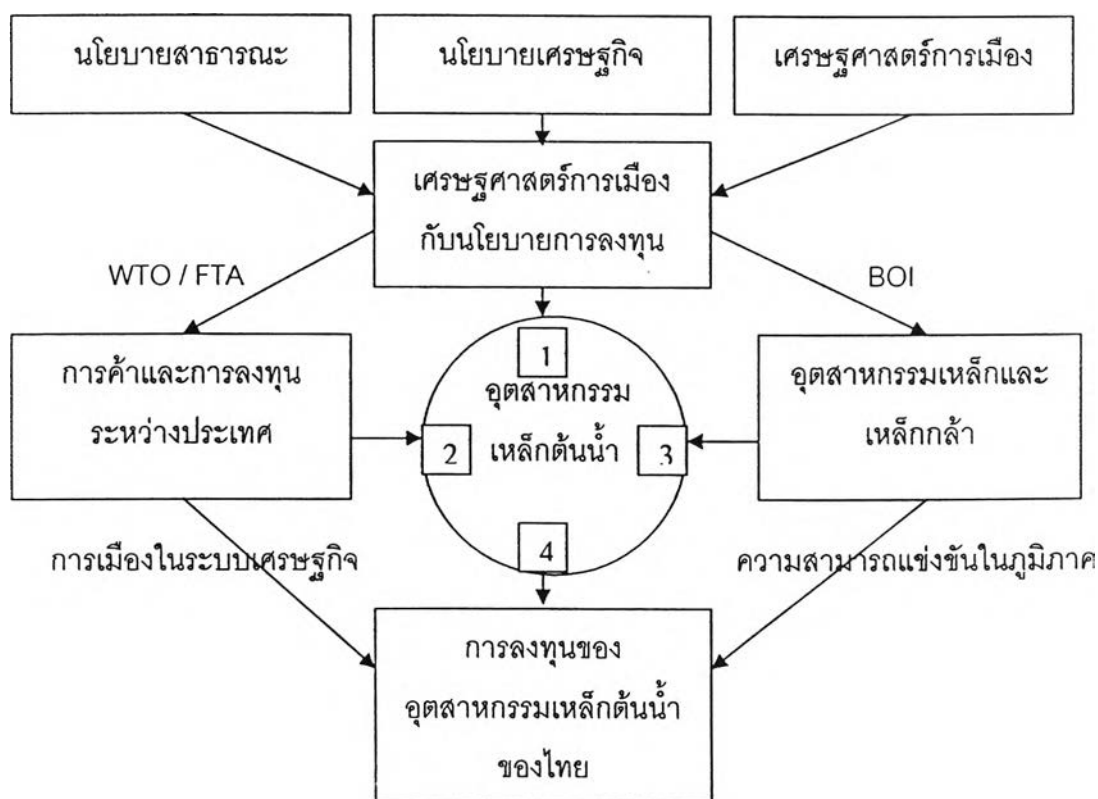 นโยบายสาธารณะ
นโยบายเศรษฐกิจ
เศรษฐศาสตร์การเมือง
เศรษฐศาสตร์การเมือง
กับนโยบายการลงทุน
WTO / FTA
BOI
การค้าและการลงทุน
ระหว่างประเทศ
1
อุตสาหกรรม
เหล็กต้นน้ำ
2
3
4
อุตสาหกรรมเหล็กและ
เหล็กกล้า
การเมืองในระบบเศรษฐกิจ
ความสามารถแข่งขันในภูมิภาค
การลงทุนของ
อุตสาหกรรมเหล็กต้นน้ำ
ของไทย